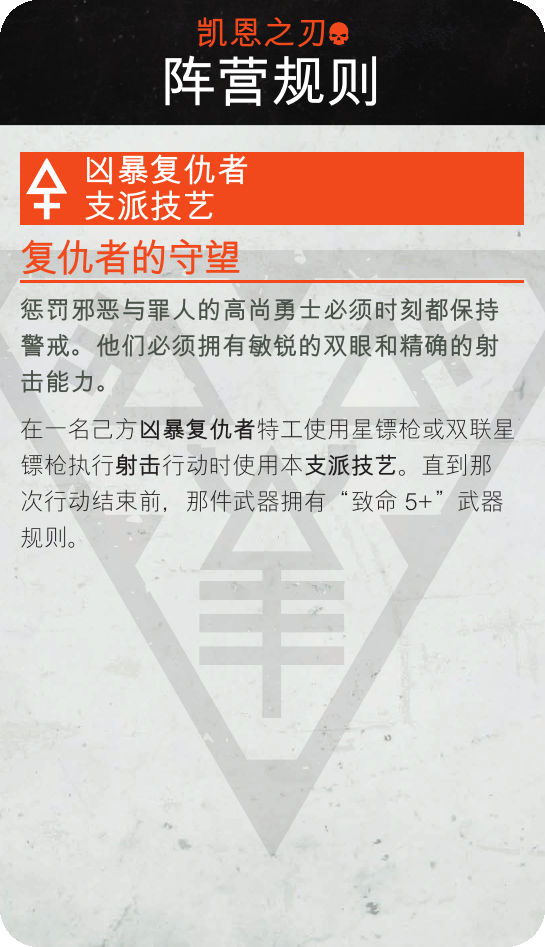 凯恩之刃
阵营规则
凶暴复仇者
支派技艺
复仇者的守望
惩罚邪恶与罪人的高尚勇士必须时刻都保持
警戒。他们必须拥有敏锐的双眼和精确的射
击能力。
在一名己方凶暴复仇者特工使用星镖枪或双联星
镖枪执行射击行动时使用本支派技艺。直到那
次行动结束前，那件武器拥有“致命 5+”武器
规则。